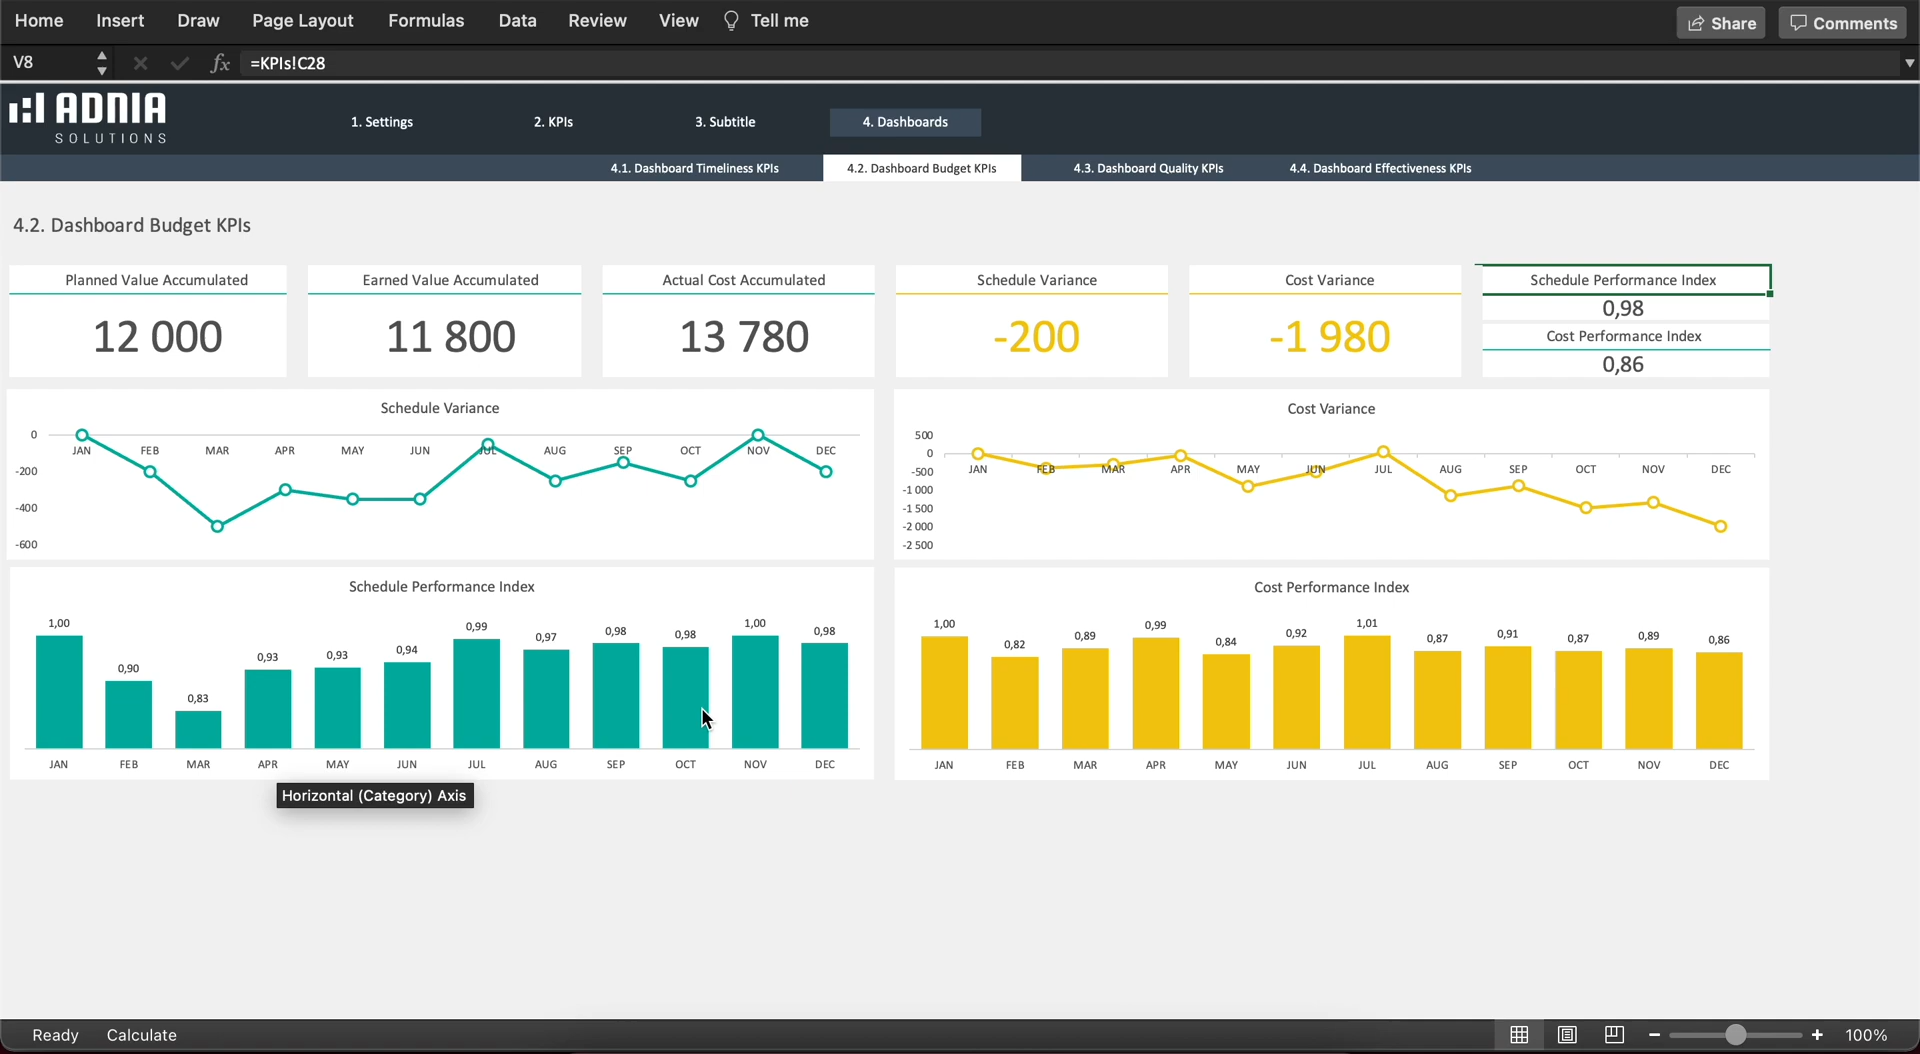 Home Insert Draw Page Layout Formulas Data Review View Tell me Share Comments
V8 fx =KPIs!C28
ADNIA
SOLUTIONS
1. Settings 2. KPIs 3. Subtitle 4. Dashboards
4.1. Dashboard Timeliness KPIs 4.2. Dashboard Budget KPIs 4.3. Dashboard Quality KPIs 4.4. Dashboard Effectiveness KPIs
4.2. Dashboard Budget KPIs
Planned Value Accumulated
12 000
Earned Value Accumulated
11 800
Actual Cost Accumulated
13 780
Schedule Variance
-200
Cost Variance
-1 980
Schedule Performance Index
0,98
Cost Performance Index
0,86
Schedule Variance
0
-200
-400
-600
JAN FEB MAR APR MAY JUN JUL AUG SEP OCT NOV DEC
Cost Variance
500
0
-500
-1 000
-1 500
-2 000
-2 500
JAN FEB MAR APR MAY JUN JUL AUG SEP OCT NOV DEC
Schedule Performance Index
1,00 0,90 0,83 0,93 0,93 0,94 0,99 0,97 0,98 0,98 1,00 0,98
JAN FEB MAR APR MAY JUN JUL AUG SEP OCT NOV DEC
Cost Performance Index
1,00 0,82 0,89 0,99 0,84 0,92 1,01 0,87 0,91 0,87 0,89 0,86
JAN FEB MAR APR MAY JUN JUL AUG SEP OCT NOV DEC
Horizontal (Category) Axis
Ready Calculate 100%